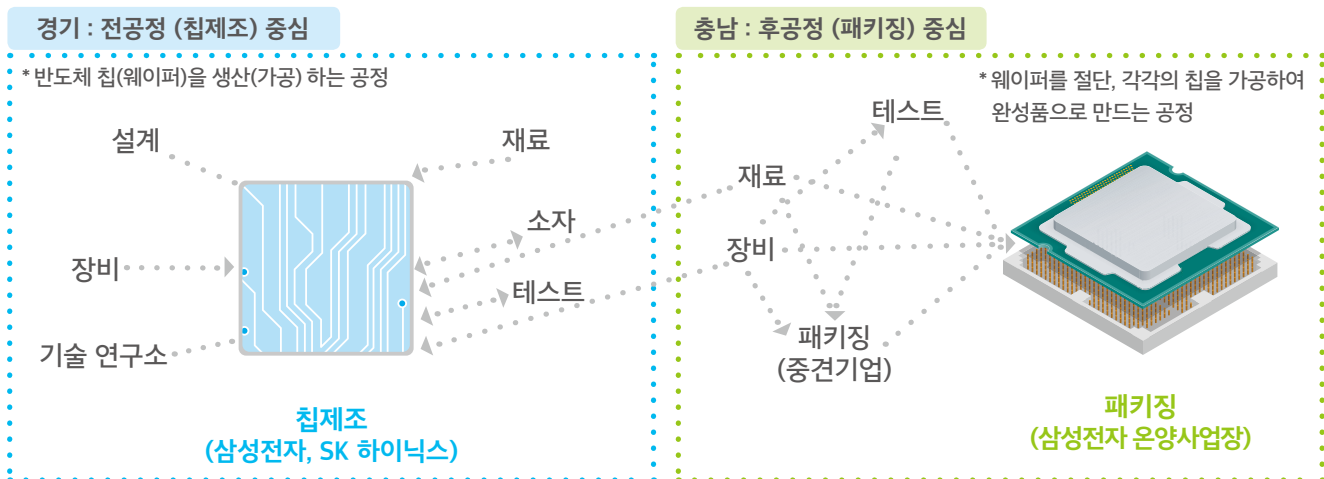 경기 : 전공정 (칩제조) 중심
* 반도체 칩(웨이퍼)을 생산(가공) 하는 공정
설계
재료
소자
장비
테스트
기술 연구소
칩제조
(삼성전자, SK 하이닉스)
충남 : 후공정 (패키징) 중심
* 웨이퍼를 절단, 각각의 칩을 가공하여
완성품으로 만드는 공정
테스트
재료
장비
패키징
(중견기업)
패키징
(삼성전자 온양사업장)